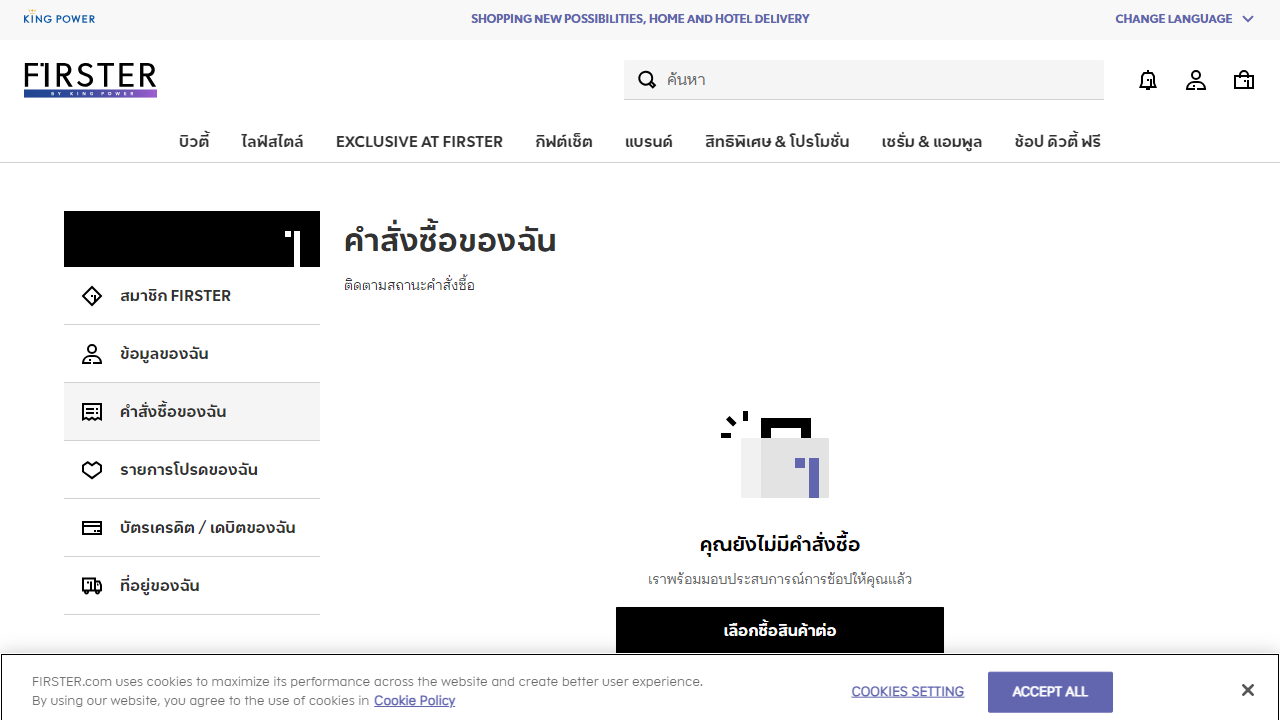 KING POWER
SHOPPING NEW POSSIBILITIES, HOME AND HOTEL DELIVERY
CHANGE LANGUAGE
FIRSTER
BY KING POWER
ค้นหา
บิวตี้
ไลฟ์สไตล์
EXCLUSIVE AT FIRSTER
กิฟต์เซ็ต
แบรนด์
สิทธิพิเศษ & โปรโมชั่น
เซรั่ม & แอมพูล
ช้อป ดิวตี้ ฟรี
สมาชิก FIRSTER
ข้อมูลของฉัน
คำสั่งซื้อของฉัน
รายการโปรดของฉัน
บัตรเครดิต / เดบิตของฉัน
ที่อยู่ของฉัน
คำสั่งซื้อของฉัน
ติดตามสถานะคำสั่งซื้อ
คุณยังไม่มีคำสั่งซื้อ
เราพร้อมมอบประสบการณ์การช้อปให้คุณแล้ว
เลือกซื้อสินค้าต่อ
FIRSTER.com uses cookies to maximize its performance across the website and create better user experience.
By using our website, you agree to the use of cookies in Cookie Policy
COOKIES SETTING
ACCEPT ALL